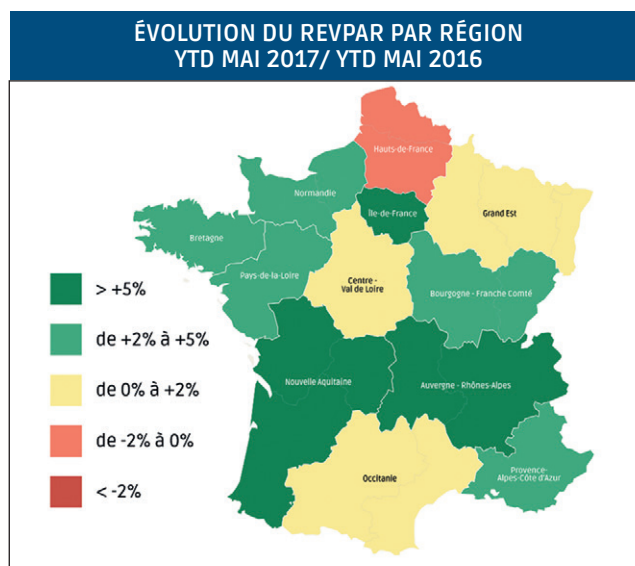 ÉVOLUTION DU REVPAR PAR RÉGION
YTD MAI 2017/ YTD MAI 2016
Hauts-de-France
Normandie
Île-de-France
Grand Est
Bretagne
Pays-de-la-Loire
Centre -
Val de Loire
Bourgogne - Franche Comté
Nouvelle Aquitaine
Auvergne - Rhônes-Alpes
Occitanie
Provence-
Alpes-Côte d'Azur
> +5%
de +2% à +5%
de 0% à +2%
de -2% à 0%
< -2%